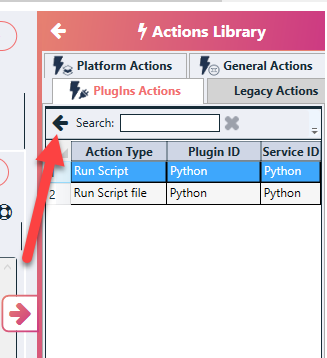 Actions Library
Platform Actions General Actions
PlugIns Actions Legacy Actions
Search:
Action Type Plugin ID Service ID
Run Script Python Python
2 Run Script file Python Python